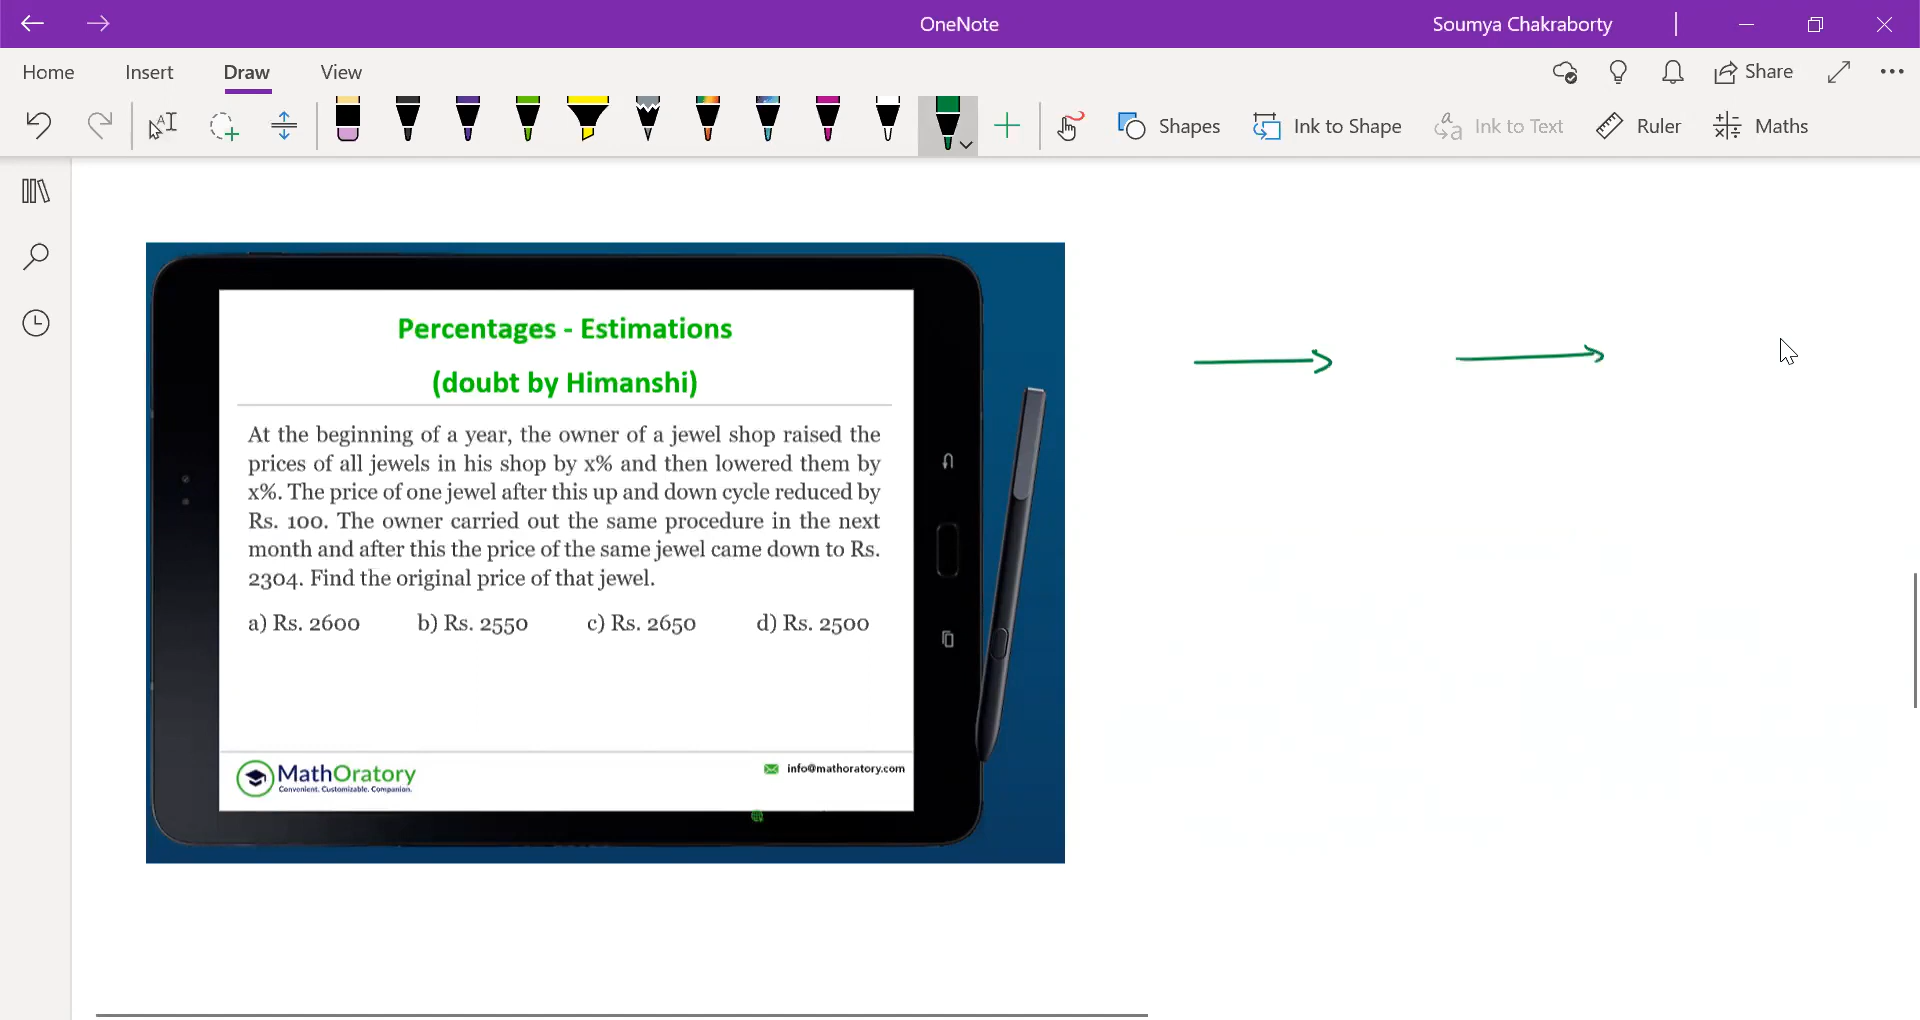 OneNote
Soumya Chakraborty
Home Insert Draw View
Share
Shapes Ink to Shape Ink to Text Ruler Maths
Percentages - Estimations
(doubt by Himanshi)
At the beginning of a year, the owner of a jewel shop raised the
prices of all jewels in his shop by x% and then lowered them by
x%. The price of one jewel after this up and down cycle reduced by
Rs. 100. The owner carried out the same procedure in the next
month and after this the price of the same jewel came down to Rs.
2304. Find the original price of that jewel.
a) Rs. 2600 b) Rs. 2550 c) Rs. 2650 d) Rs. 2500
MathOratory
Convenient. Customizable. Companion.
info@mathoratory.com